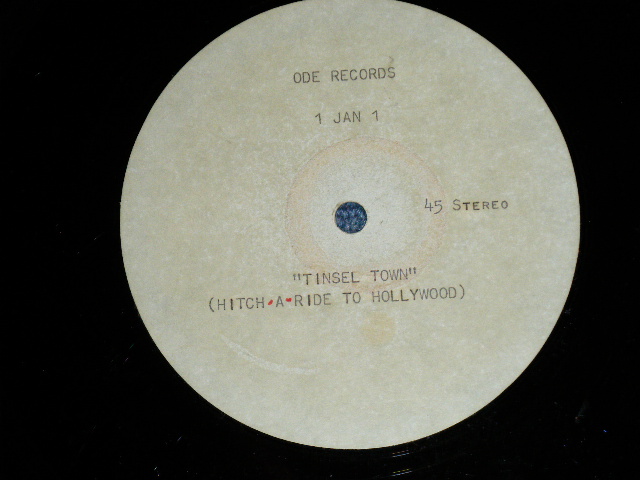 ODE RECORDS
1 JAN 1
45 STEREO
"TINSEL TOWN"
(HITCH•A•RIDE TO HOLLYWOOD)